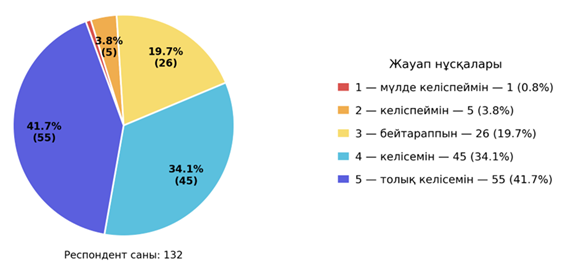 3.8%
(5)
19.7%
(26)
41.7%
(55)
34.1%
(45)
Респондент саны: 132
Жауап нұсқалары
1 — мүлде келіспеймін — 1 (0.8%)
2 — келіспеймін — 5 (3.8%)
3 — бейтараппын — 26 (19.7%)
4 — келісемін — 45 (34.1%)
5 — толық келісемін — 55 (41.7%)